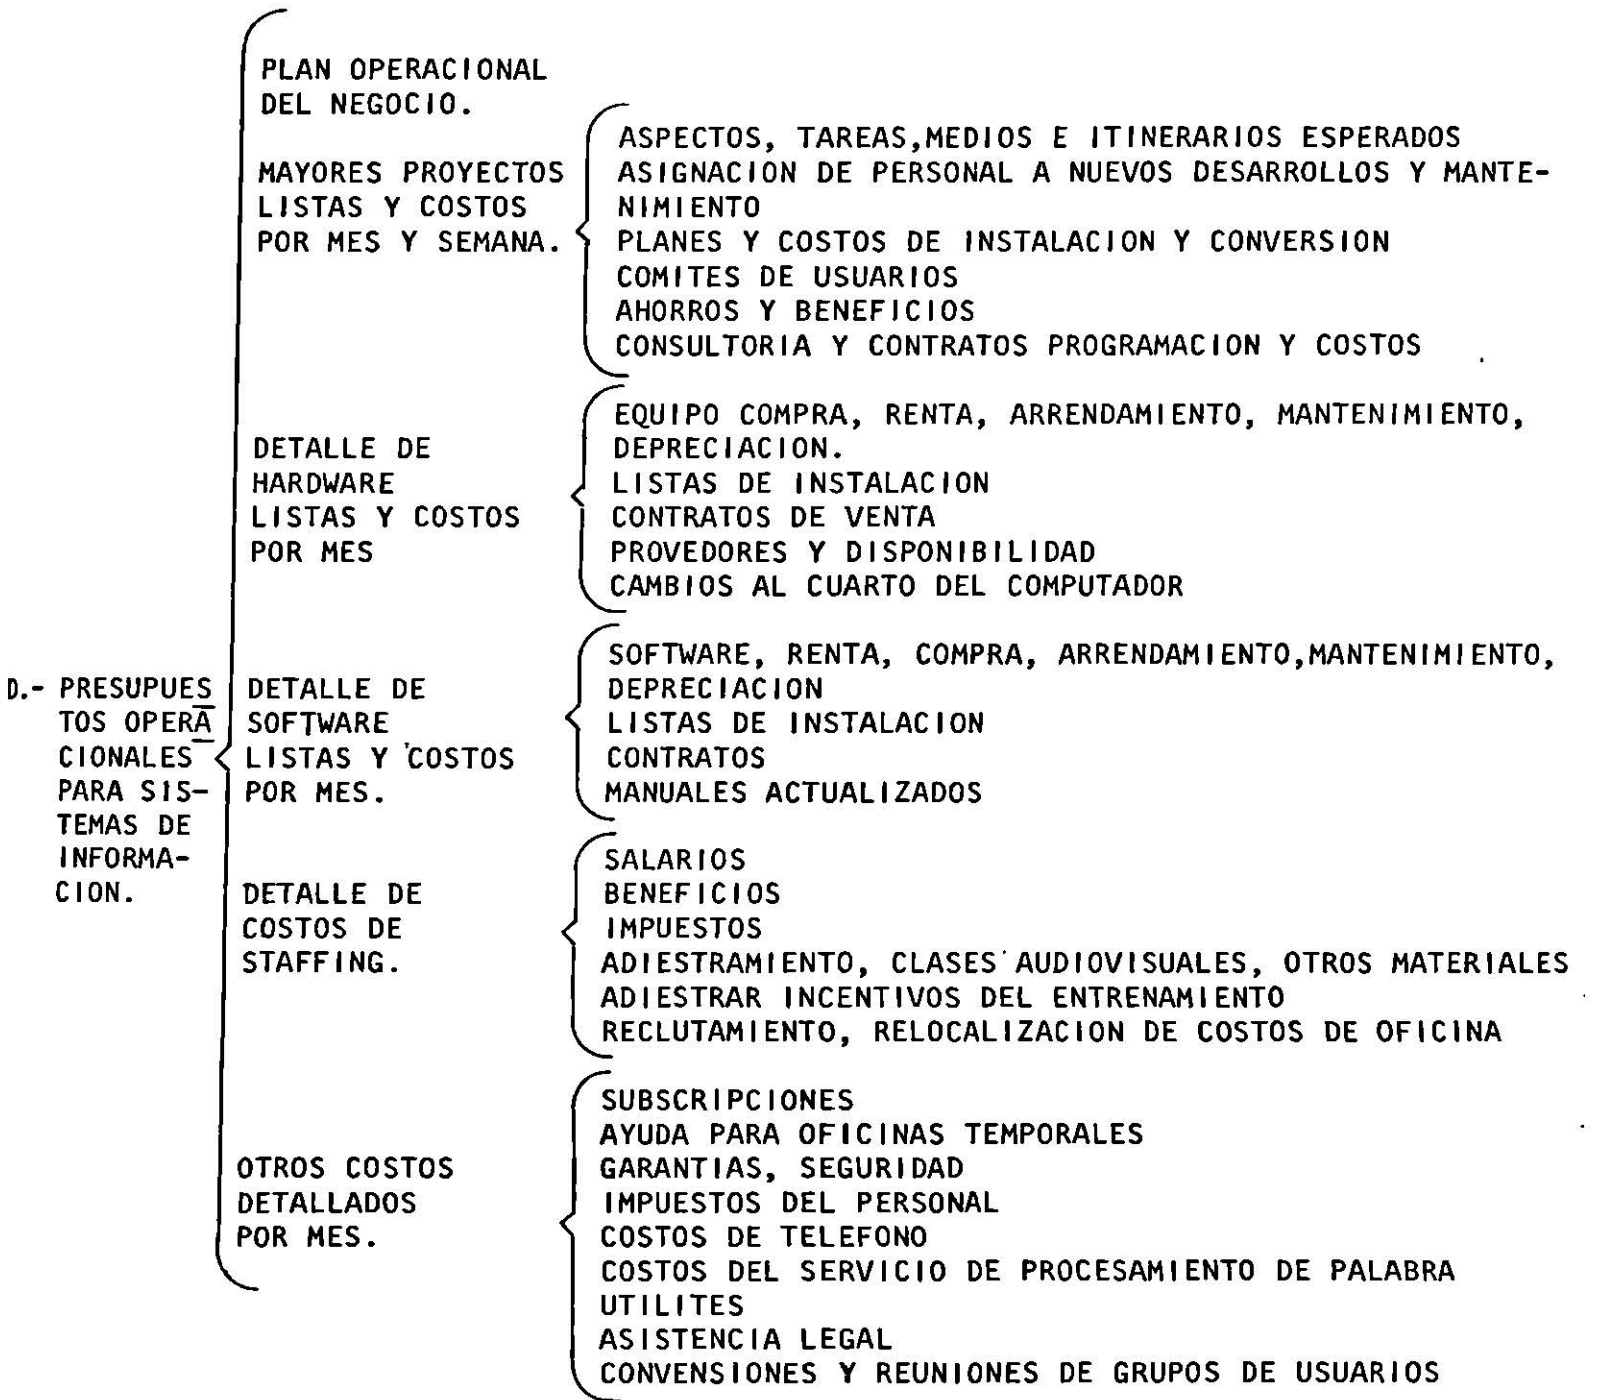 D.- PRESUPUES
TOS OPERA
CIONALES
PARA SIS-
TEMAS DE
INFORMA-
CION.
PLAN OPERACIONAL
DEL NEGOCIO.
MAYORES PROYECTOS
LISTAS Y COSTOS
POR MES Y SEMANA.
ASPECTOS, TAREAS,MEDIOS E ITINERARIOS ESPERADOS
ASIGNACION DE PERSONAL A NUEVOS DESARROLLOS Y MANTE-
NIMIENTO
PLANES Y COSTOS DE INSTALACION Y CONVERSION
COMITES DE USUARIOS
AHORROS Y BENEFICIOS
CONSULTORIA Y CONTRATOS PROGRAMACION Y COSTOS
DETALLE DE
HARDWARE
LISTAS Y COSTOS
POR MES
EQUIPO COMPRA, RENTA, ARRENDAMIENTO, MANTENIMIENTO,
DEPRECIACION.
LISTAS DE INSTALACION
CONTRATOS DE VENTA
PROVEDORES Y DISPONIBILIDAD
CAMBIOS AL CUARTO DEL COMPUTADOR
DETALLE DE
SOFTWARE
LISTAS Y COSTOS
POR MES.
SOFTWARE, RENTA, COMPRA, ARRENDAMIENTO,MANTENIMIENTO,
DEPRECIACION
LISTAS DE INSTALACION
CONTRATOS
MANUALES ACTUALIZADOS
DETALLE DE
COSTOS DE
STAFFING.
SALARIOS
BENEFICIOS
IMPUESTOS
ADIESTRAMIENTO, CLASES AUDIOVISUALES, OTROS MATERIALES
ADIESTRAR INCENTIVOS DEL ENTRENAMIENTO
RECLUTAMIENTO, RELOCALIZACION DE COSTOS DE OFICINA
OTROS COSTOS
DETALLADOS
POR MES.
SUBSCRIPCIONES
AYUDA PARA OFICINAS TEMPORALES
GARANTIAS, SEGURIDAD
IMPUESTOS DEL PERSONAL
COSTOS DE TELEFONO
COSTOS DEL SERVICIO DE PROCESAMIENTO DE PALABRA
UTILITES
ASISTENCIA LEGAL
CONVENSIONES Y REUNIONES DE GRUPOS DE USUARIOS